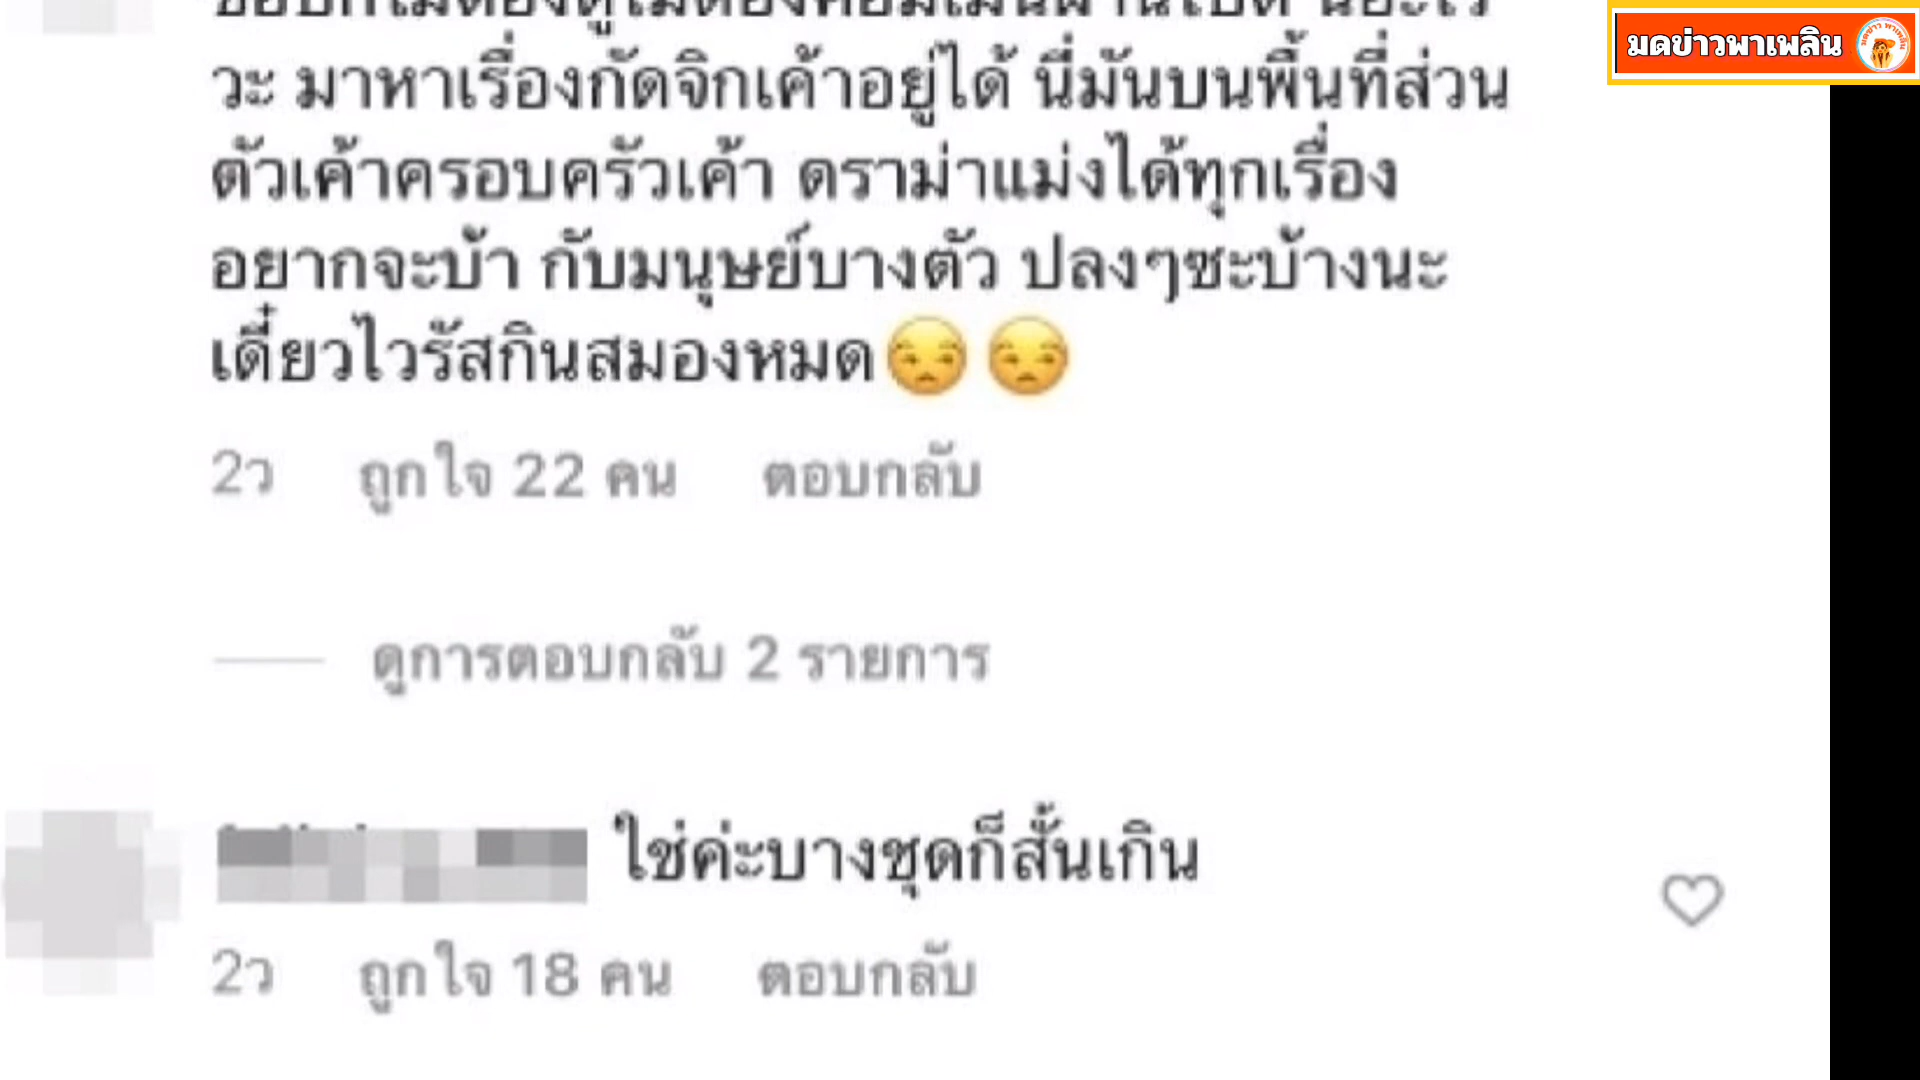 มดข่าวพาเพลิน
วะ มาหาเรื่องกัดจิกเค้าอยู่ได้ นี่มันบนพื้นที่ส่วน
ตัวเค้าครอบครัวเค้า ดราม่าแม่งได้ทุกเรื่อง
อยากจะบ้า กับมนุษย์บางตัว ปลงๆซะบ้างนะ
เดี๋ยวไวรัสกินสมองหมด😒😒
2ว ถูกใจ 22 คน ตอบกลับ
ดูการตอบกลับ 2 รายการ
ใช่ค่ะบางชุดก็สั้นเกิน
2ว ถูกใจ 18 คน ตอบกลับ